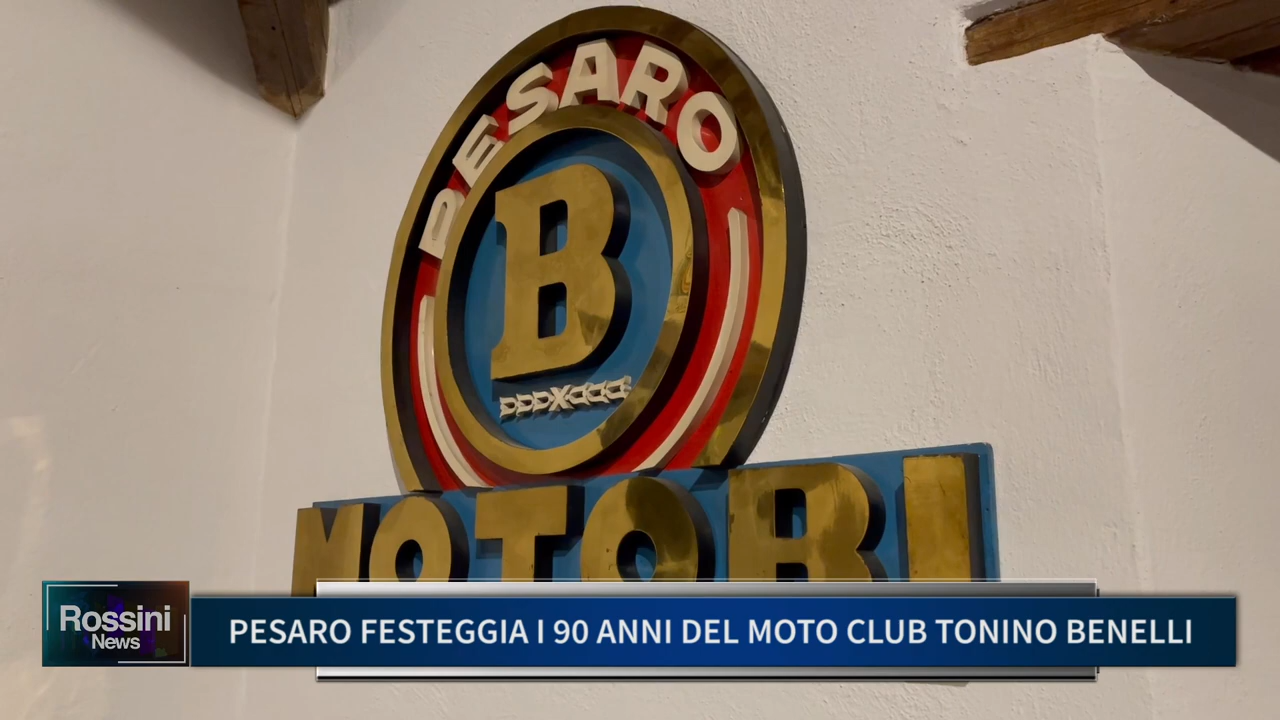 PESARO
B
MOTOBI
Rossini
News
PESARO FESTEGGIA I 90 ANNI DEL MOTO CLUB TONINO BENELLI